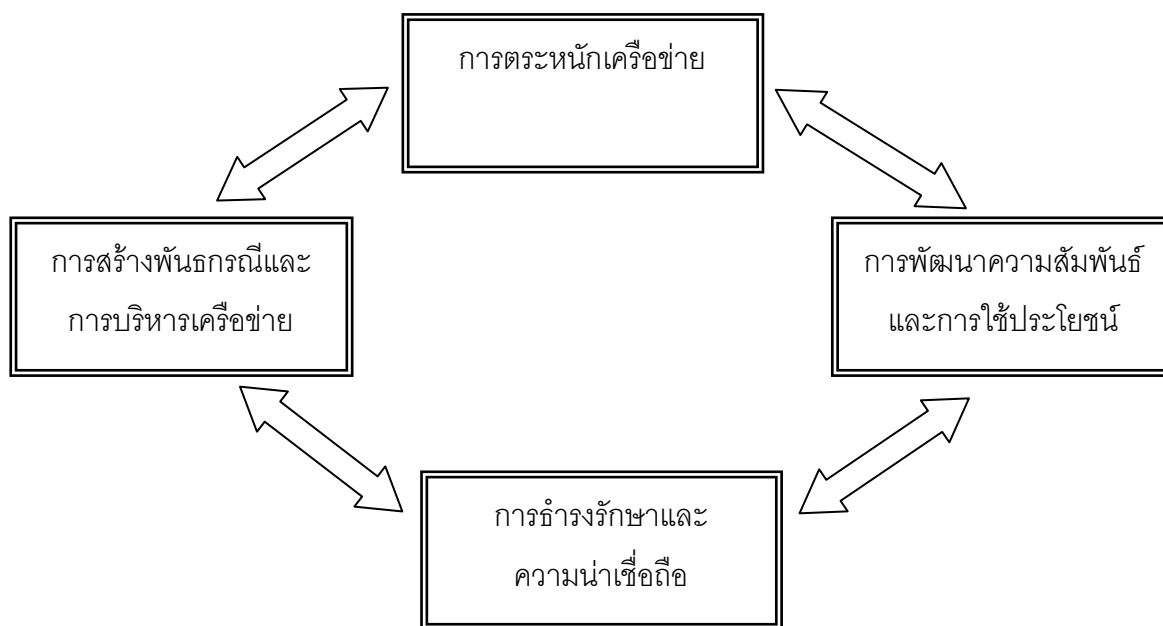 การตระหนักเครือข่าย
การสร้างพันธกรณีและ
การบริหารเครือข่าย
การพัฒนาความสัมพันธ์
และการใช้ประโยชน์
การธำรงรักษาและ
ความน่าเชื่อถือ